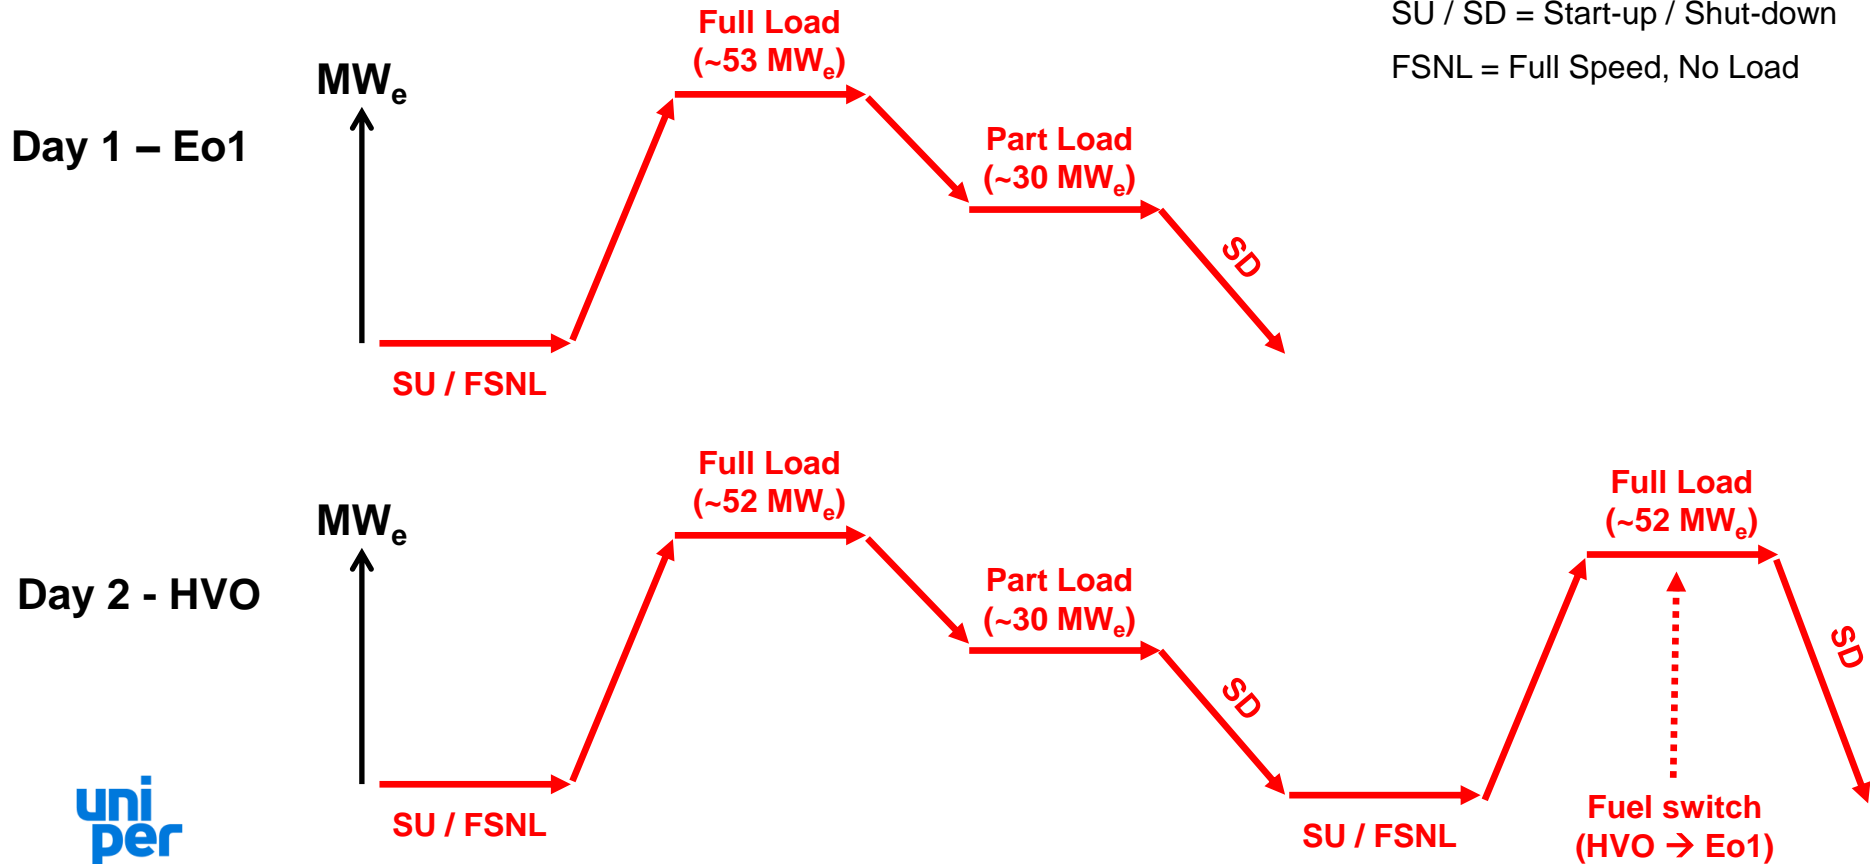 SU / SD = Start-up / Shut-down
FSNL = Full Speed, No Load
Day 1 – Eo1
MWe
Full Load
(~53 MWe)
Part Load
(~30 MWe)
SD
SU / FSNL
Day 2 - HVO
MWe
Full Load
(~52 MWe)
Part Load
(~30 MWe)
SD
SU / FSNL
SU / FSNL
Full Load
(~52 MWe)
SD
Fuel switch
(HVO → Eo1)
uni
per